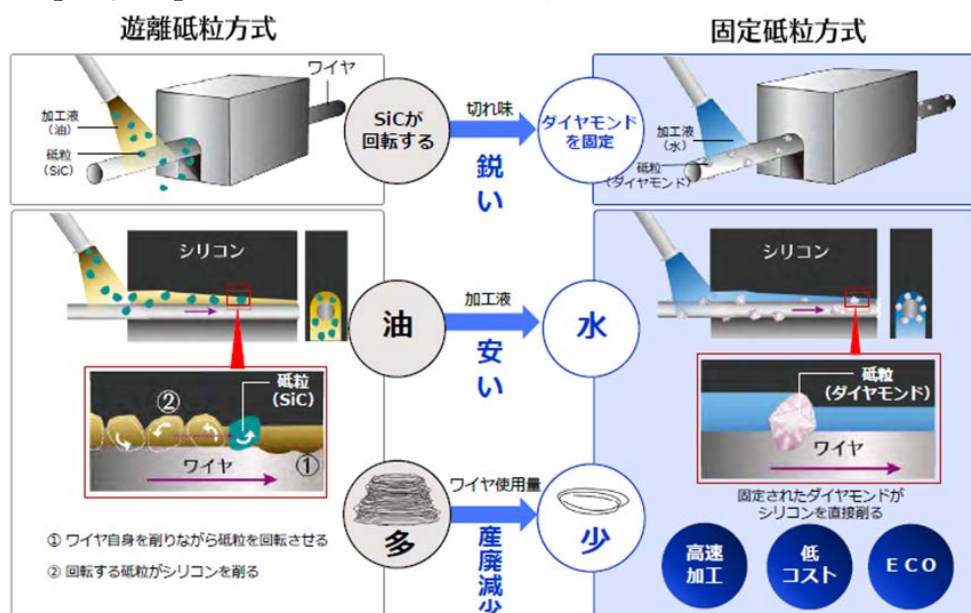 遊離砥粒方式
固定砥粒方式
ワイヤ
加工液
(油)
砥粒
(SiC)
SiCが
回転する
切れ味
鋭い
ダイヤモンド
を固定
加工液
(水)
砥粒
(ダイヤモンド)
シリコン
砥粒
(SiC)
②
ワイヤ
①
油
加工液
安い
水
シリコン
砥粒
(ダイヤモンド)
ワイヤ
① ワイヤ自身を削りながら砥粒を回転させる
② 回転する砥粒がシリコンを削る
多
ワイヤ使用量
産廃減少
少
固定されたダイヤモンドが
シリコンを直接削る
高速
加工
低
コスト
ECO